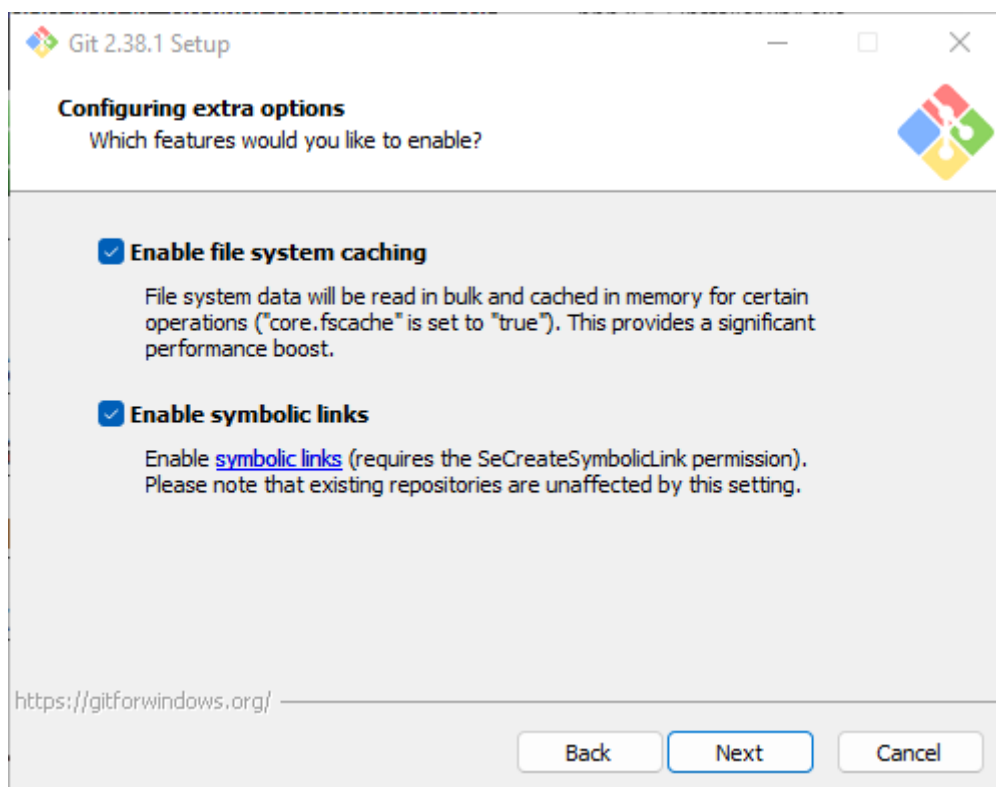 Git 2.38.1 Setup
Configuring extra options
Which features would you like to enable?
Enable file system caching
File system data will be read in bulk and cached in memory for certain
operations ("core.fscache" is set to "true"). This provides a significant
performance boost.
Enable symbolic links
Enable symbolic links (requires the SeCreateSymbolicLink permission).
Please note that existing repositories are unaffected by this setting.
https://gitforwindows.org/
Back Next Cancel